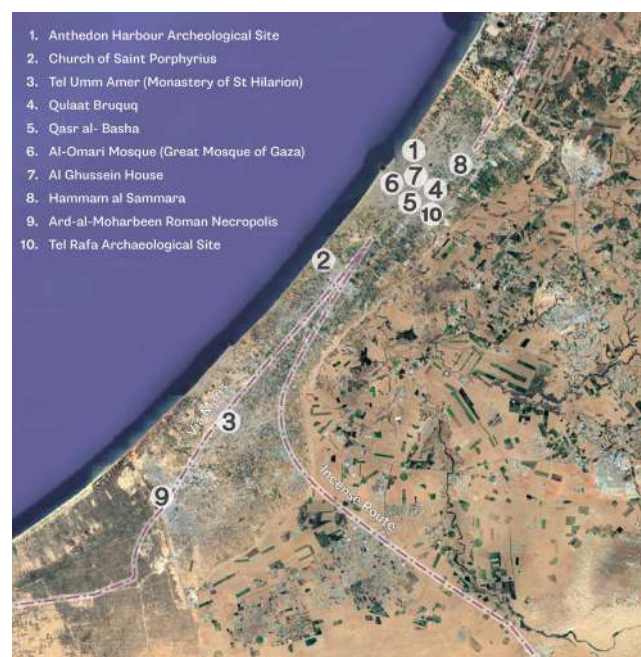 1. Anthedon Harbour Archeological Site
2. Church of Saint Porphyrius
3. Tel Umm Amer (Monastery of St Hilarion)
4. Qulaat Bruquq
5. Qasr al- Basha
6. Al-Omari Mosque (Great Mosque of Gaza)
7. Al Ghussein House
8. Hammam al Sammara
9. Ard-al-Moharbeen Roman Necropolis
10. Tel Rafa Archaeological Site
1
8
7
6
4
5
10
2
Via
3
9
Incense Route